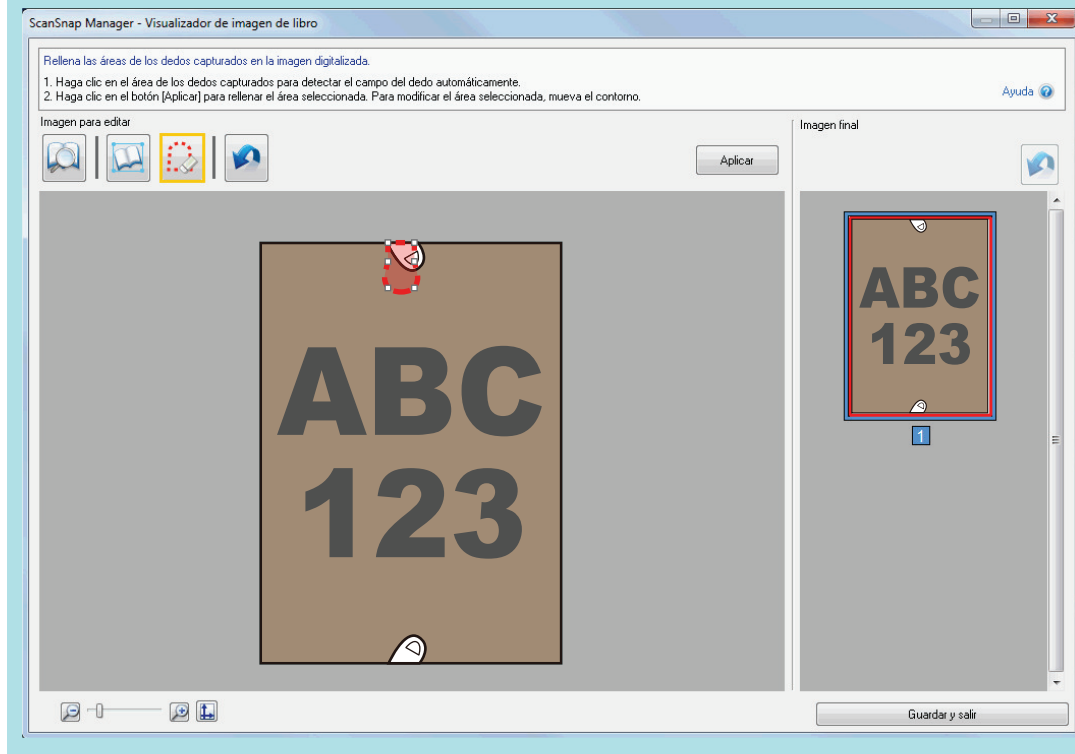 ScanSnap Manager - Visualizador de imagen de libro
Rellena las áreas de los dedos capturados en la imagen digitalizada.
1. Haga clic en el área de los dedos capturados para detectar el campo del dedo automáticamente.
2. Haga clic en el botón [Aplicar] para rellenar el área seleccionada. Para modificar el área seleccionada, mueva el contorno.
Ayuda
Imagen para editar
Imagen final
Aplicar
ABC
123
ABC
123
1
Guardar y salir